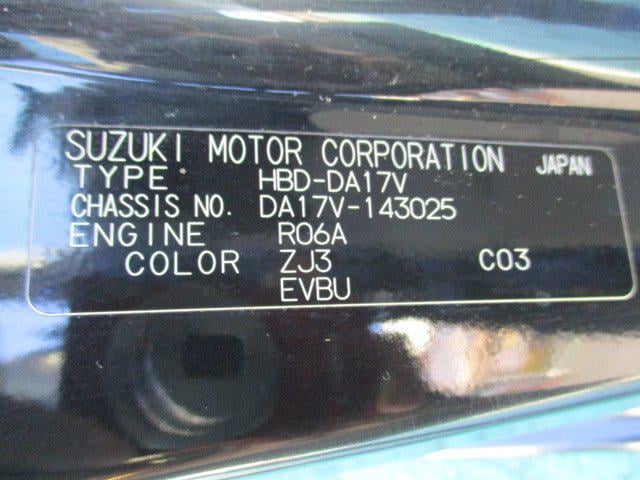 SUZUKI MOTOR CORPORATION JAPAN
TYPE HBD-DA17V
CHASSIS NO. DA17V-143025
ENGINE R06A
COLOR ZJ3 C03
EVBU